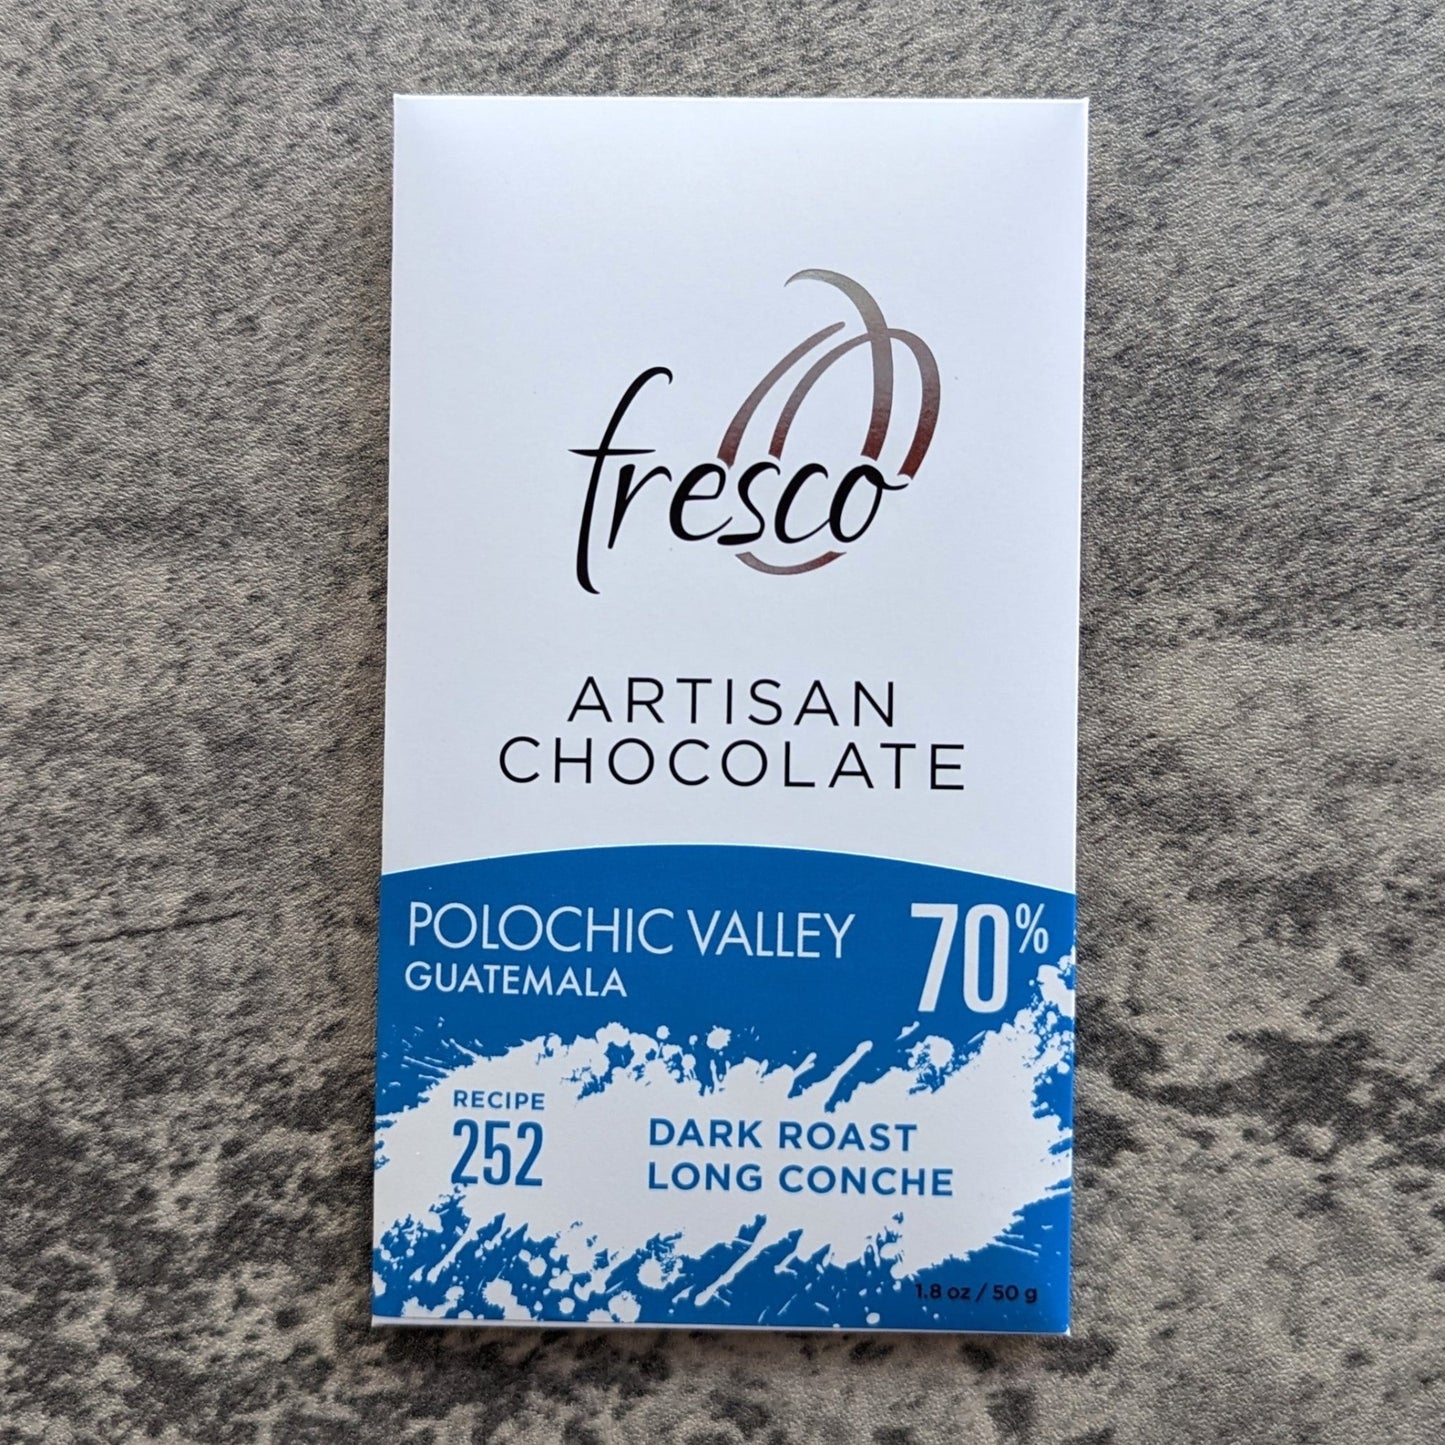 fresco
ARTISAN
CHOCOLATE
POLOCHIC VALLEY
GUATEMALA
70%
RECIPE
252
DARK ROAST
LONG CONCHE
1.8 oz / 50 g